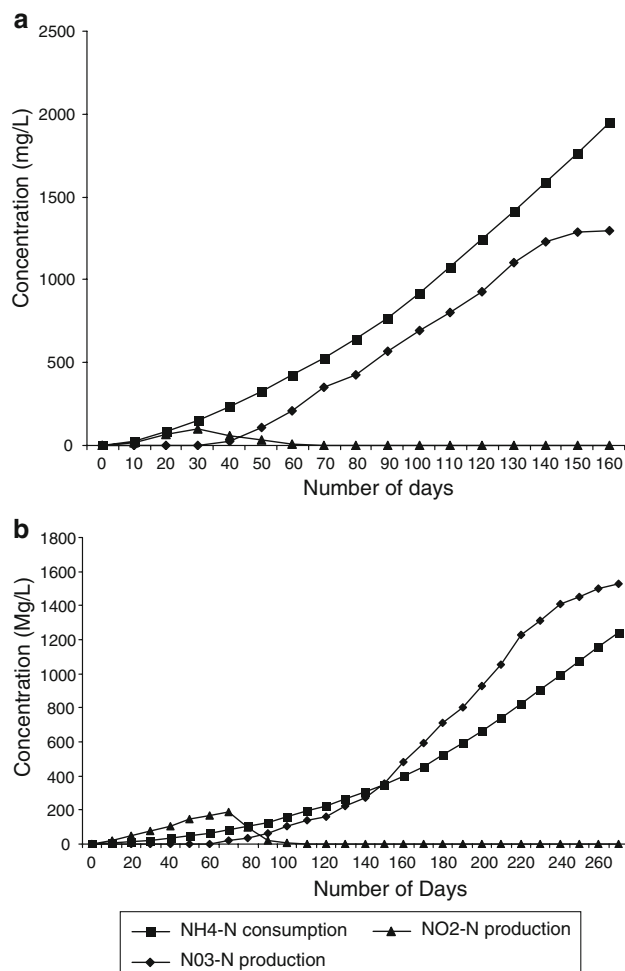 a
2500
2000
1500
1000
500
0
Concentration (mg/L)
0 10 20 30 40 50 60 70 80 90 100 110 120 130 140 150 160
Number of days
b
1800
1600
1400
1200
1000
800
600
400
200
0
Concentration (Mg/L)
0 20 40 60 80 100 120 140 160 180 200 220 240 260
Number of Days
NH4-N consumption NO2-N production
N03-N production